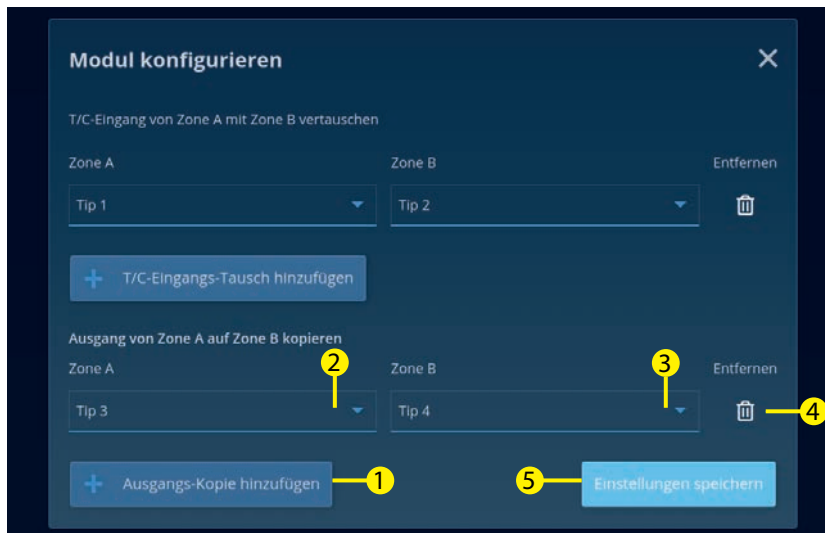 Modul konfigurieren
T/C-Eingang von Zone A mit Zone B vertauschen
Zone A Zone B Entfernen
Tip 1 Tip 2
T/C-Eingangs-Tausch hinzufügen
Ausgang von Zone A auf Zone B kopieren
2 3
Zone A Zone B Entfernen
Tip 3 Tip 4 4
Ausgangs-Kopie hinzufügen 1 5 Einstellungen speichern